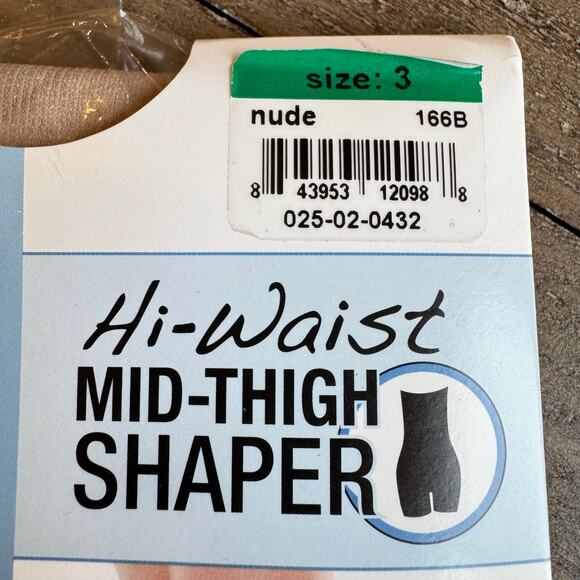 size: 3
nude 166B
8 43953 12098 8
025-02-0432
Hi-Waist
MID-THIGH
SHAPER